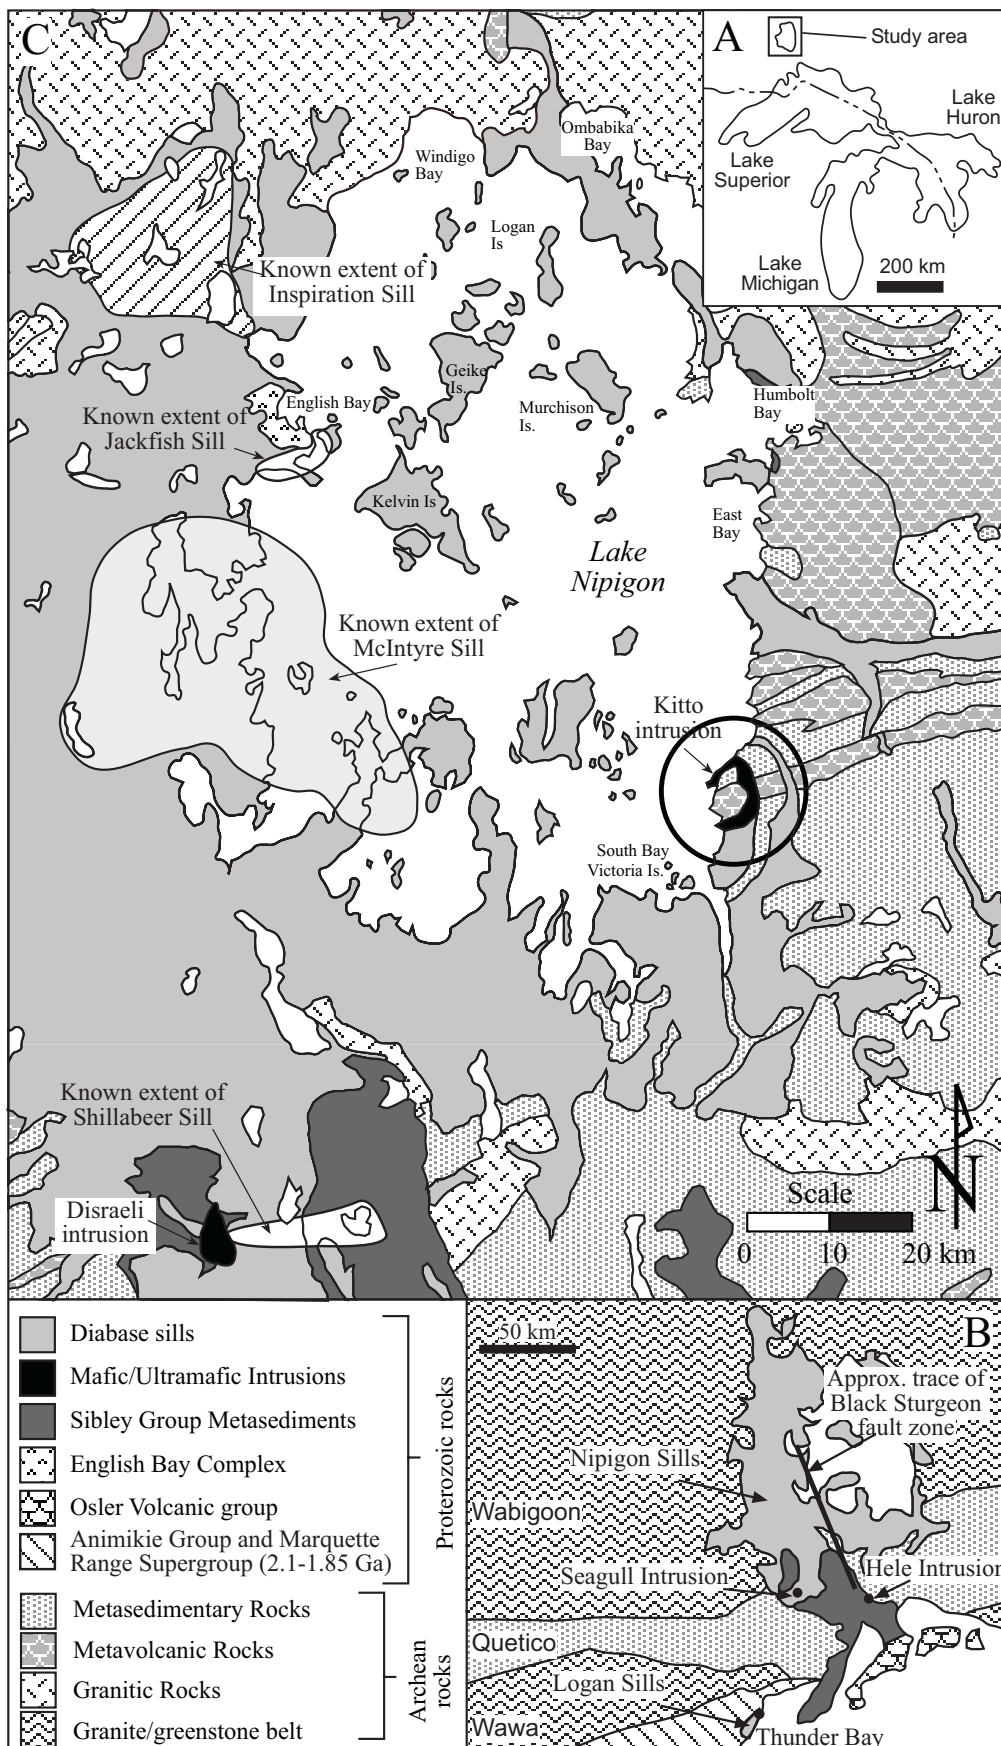 C
A
Study area
Lake
Huron
Lake
Superior
Lake
Michigan
200 km
Ombabika
Bay
Windigo
Bay
Logan
Is
Known extent of
Inspiration Sill
Geike
Is.
English Bay
Murchison
Is.
Humbolt
Bay
Known extent of
Jackfish Sill
Kelvin Is
East
Bay
Lake
Nipigon
Known extent of
McIntyre Sill
Kitto
intrusion
South Bay
Victoria Is.
Known extent of
Shillabeer Sill
Disraeli
intrusion
N
Scale
0 10 20 km
Diabase sills
Mafic/Ultramafic Intrusions
Sibley Group Metasediments
English Bay Complex
Osler Volcanic group
Animikie Group and Marquette
Range Supergroup (2.1-1.85 Ga)
Proterozoic rocks
Metasedimentary Rocks
Metavolcanic Rocks
Granitic Rocks
Granite/greenstone belt
Archean
rocks
B
50 km
Approx. trace of
Black Sturgeon
fault zone
Nipigon Sills
Wabigoon
Seagull Intrusion
Hele Intrusion
Quetico
Logan Sills
Wawa
Thunder Bay